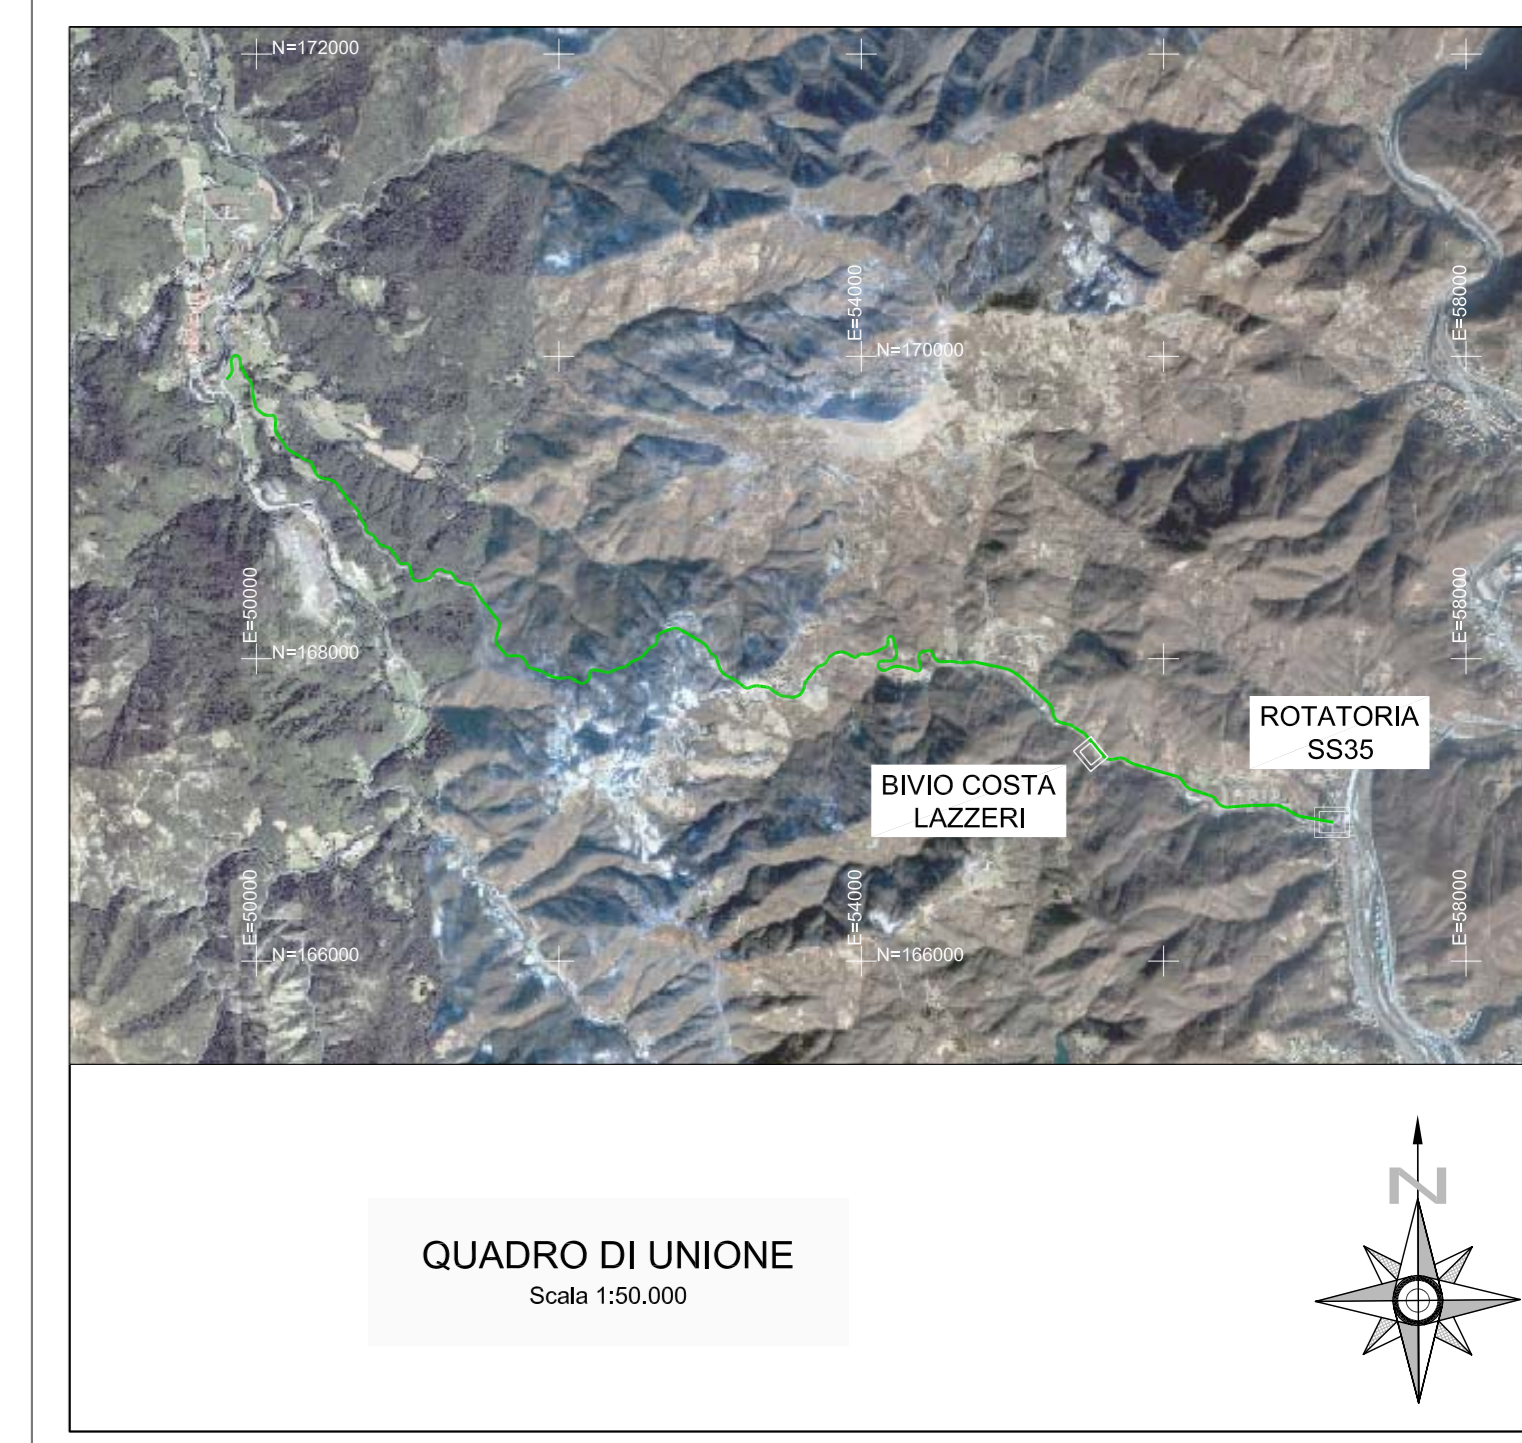 N=172000
E=54000
E=58000
N=170000
E=50000
E=58000
N=168000
ROTATORIA
SS35
BIVIO COSTA
LAZZERI
E=50000
E=54000
E=58000
N=166000
N=166000
N
QUADRO DI UNIONE
Scala 1:50.000